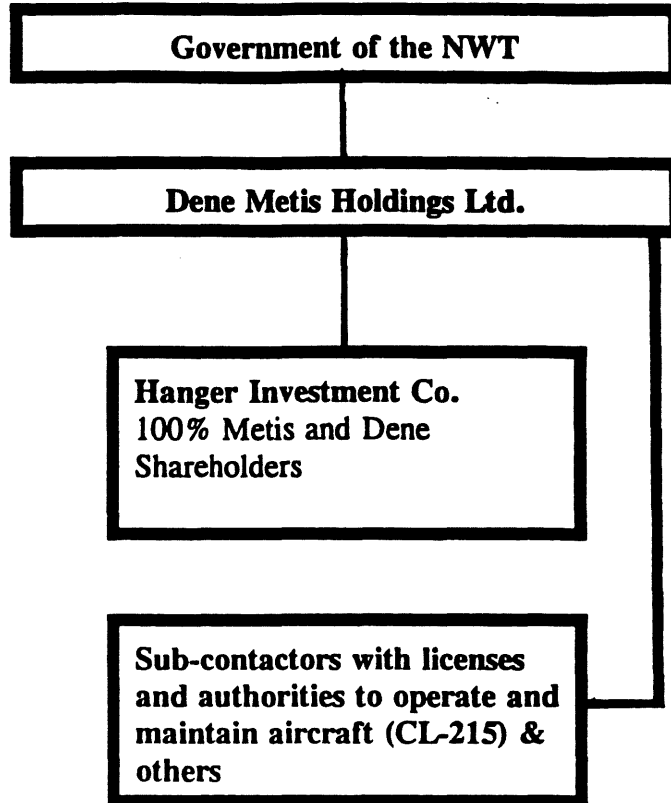 Government of the NWT
Dene Metis Holdings Ltd.
Hanger Investment Co.
100% Metis and Dene
Shareholders
Sub-contactors with licenses
and authorities to operate and
maintain aircraft (CL-215) &
others